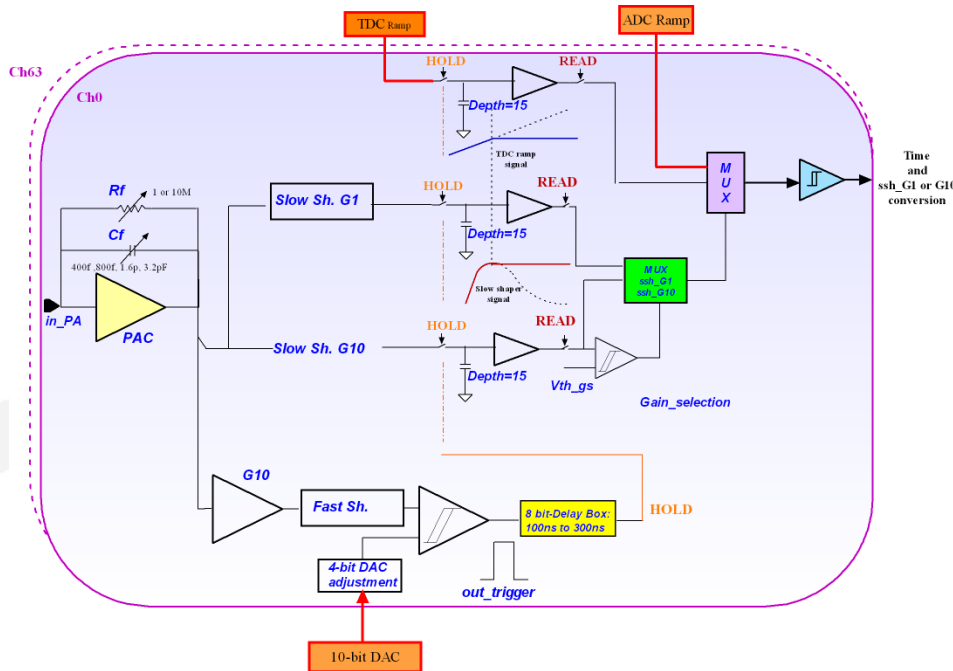 TDC Ramp
ADC Ramp
Ch63
Ch0
HOLD
READ
Depth=15
TDC ramp
signal
M
U
X
Time
and
ssh_G1 or G10
conversion
Rf
1 or 10M
Cf
400f ,800f, 1.6p, 3.2pF
in_PA
PAC
Slow Sh. G1
HOLD
READ
Depth=15
Slow shaper
signal
MUX
ssh_G1
ssh_G10
Slow Sh. G10
HOLD
READ
Depth=15
Vth_gs
Gain_selection
G10
Fast Sh.
4-bit DAC
adjustment
8 bit-Delay Box:
100ns to 300ns
HOLD
out_trigger
10-bit DAC